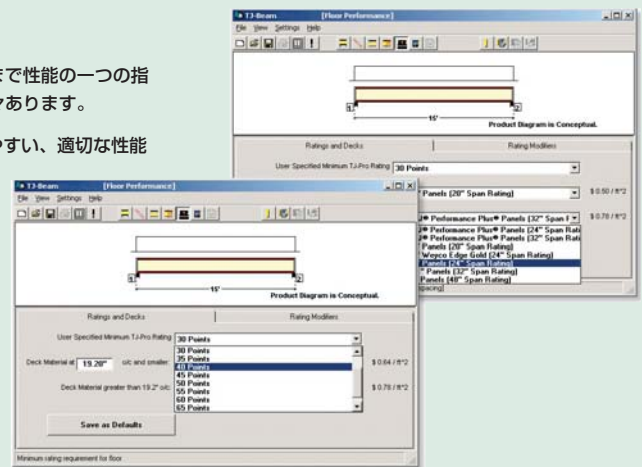 まで性能の一つの指
あります。
やすい、適切な性能
TJ-Beam [Floor Performance]
File View Settings Help
1 2
15'
Product Diagram is Conceptual.
Ratings and Decks Rating Modifiers
User Specified Minimum TJ-Pro Rating 30 Points
Panels (20" Span Rating) $ 0.50 / ft^2
Performance Plus® Panels (32" Span F $ 0.78 / ft^2
® Performance Plus® Panels (24" Span Rati
® Performance Plus® Panels (32" Span Rati
Panels (20" Span Rating)
Weyco Edge Gold (24" Span Rating)
Panels (24" Span Rating)
Panels (32" Span Rating)
Panels (48" Span Rating)
spacing]
TJ-Beam [Floor Performance]
File View Settings Help
1 2
15'
Product Diagram is Conceptual.
Ratings and Decks Rating Modifiers
User Specified Minimum TJ-Pro Rating 30 Points
30 Points
35 Points
40 Points
45 Points
50 Points
55 Points
60 Points
65 Points
Deck Material at 19.20" o/c and smaller: $ 0.64 / ft^2
Deck Material greater than 19.2" o/c: $ 0.78 / ft^2
Save as Defaults
Minimum rating requirement for floor